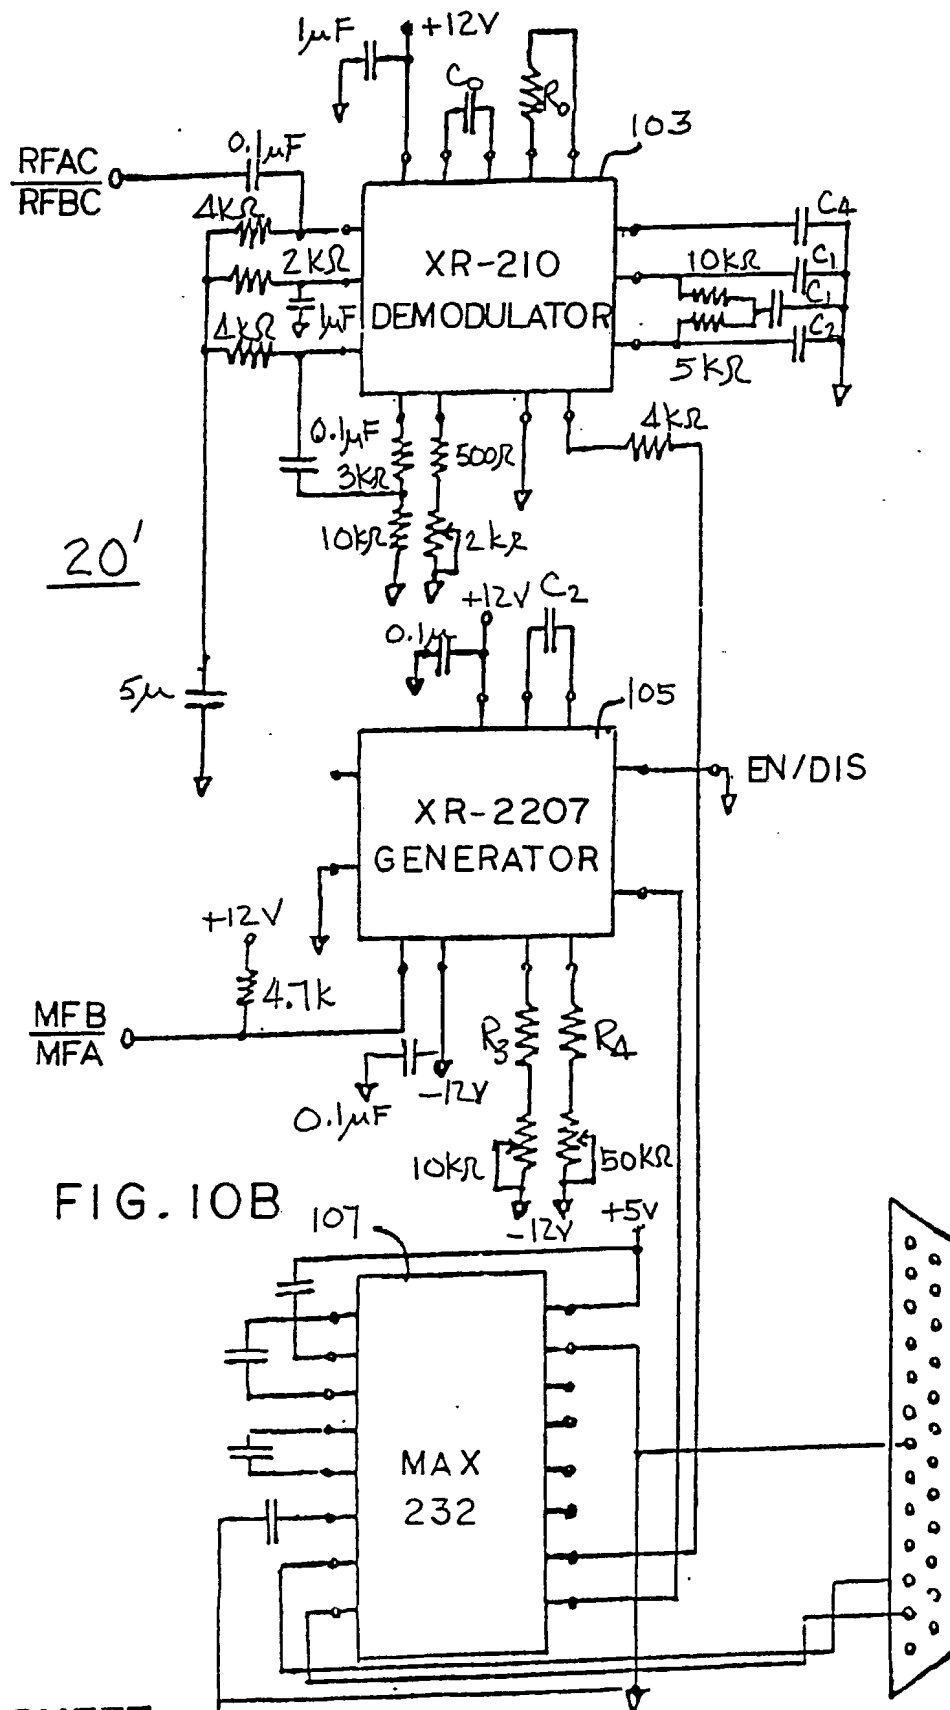 1μF
+12V
C0
R0
103
0.1μF
RFAC
RFBC
4kΩ
XR-210
DEMODULATOR
2kΩ
1μF
4kΩ
C4
10kΩ
C1
C1
C2
5kΩ
0.1μF
3kΩ
500Ω
4kΩ
10kΩ
2kΩ
20'
+12V
C2
0.1μ
5μ
105
EN/DIS
XR-2207
GENERATOR
+12V
4.7K
MFB
MFA
R3
R4
-12V
0.1μF
10kΩ
50kΩ
FIG. 10B
-12V
+5V
107
MAX
232